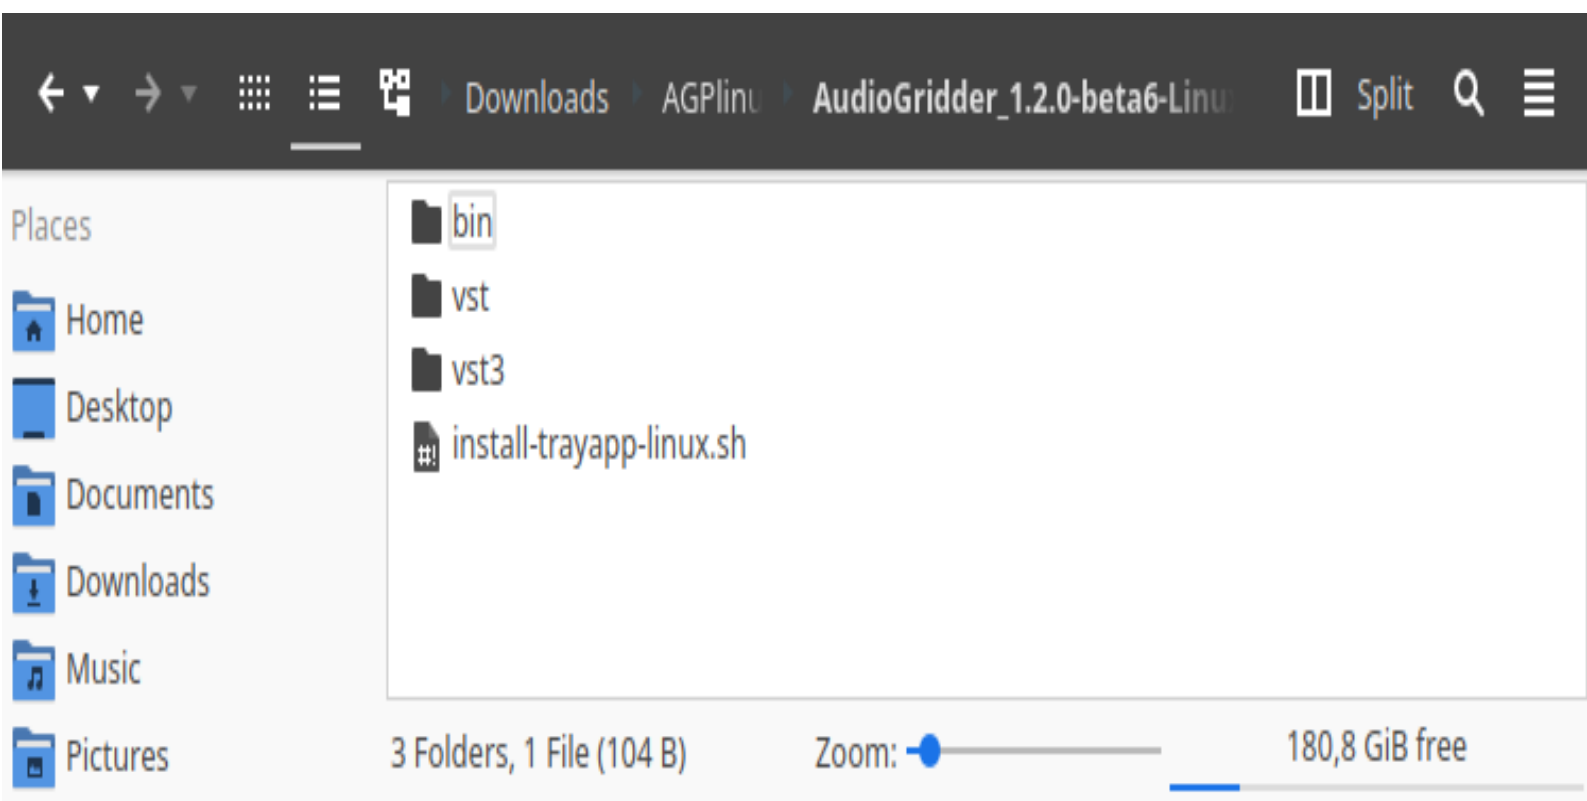 Downloads AGPlinu AudioGridder_1.2.0-beta6-Linu Split
Places
Home
Desktop
Documents
Downloads
Music
Pictures
bin
vst
vst3
install-trayapp-linux.sh
3 Folders, 1 File (104 B) Zoom: 180,8 GiB free